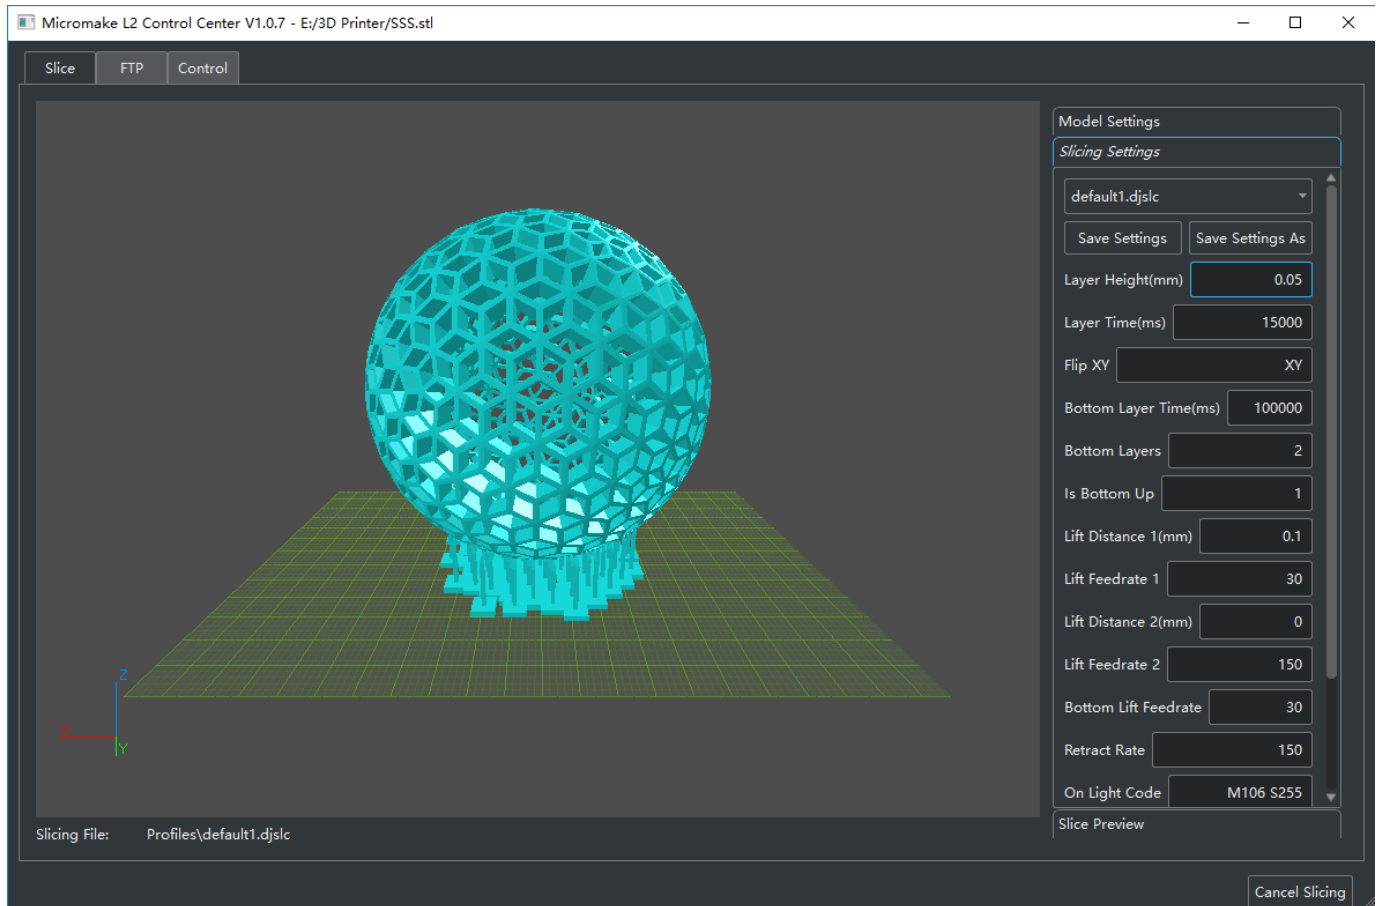 Micromake L2 Control Center V1.0.7 - E:/3D Printer/SSS.stl
Slice FTP Control
Model Settings
Slicing Settings
default1.djslc
Save Settings Save Settings As
Layer Height(mm) 0.05
Layer Time(ms) 15000
Flip XY XY
Bottom Layer Time(ms) 100000
Bottom Layers 2
Is Bottom Up 1
Lift Distance 1(mm) 0.1
Lift Feedrate 1 30
Lift Distance 2(mm) 0
Lift Feedrate 2 150
Bottom Lift Feedrate 30
Retract Rate 150
On Light Code M106 S255
Z
X
Y
Slice Preview
Slicing File: Profiles\default1.djslc
Cancel Slicing